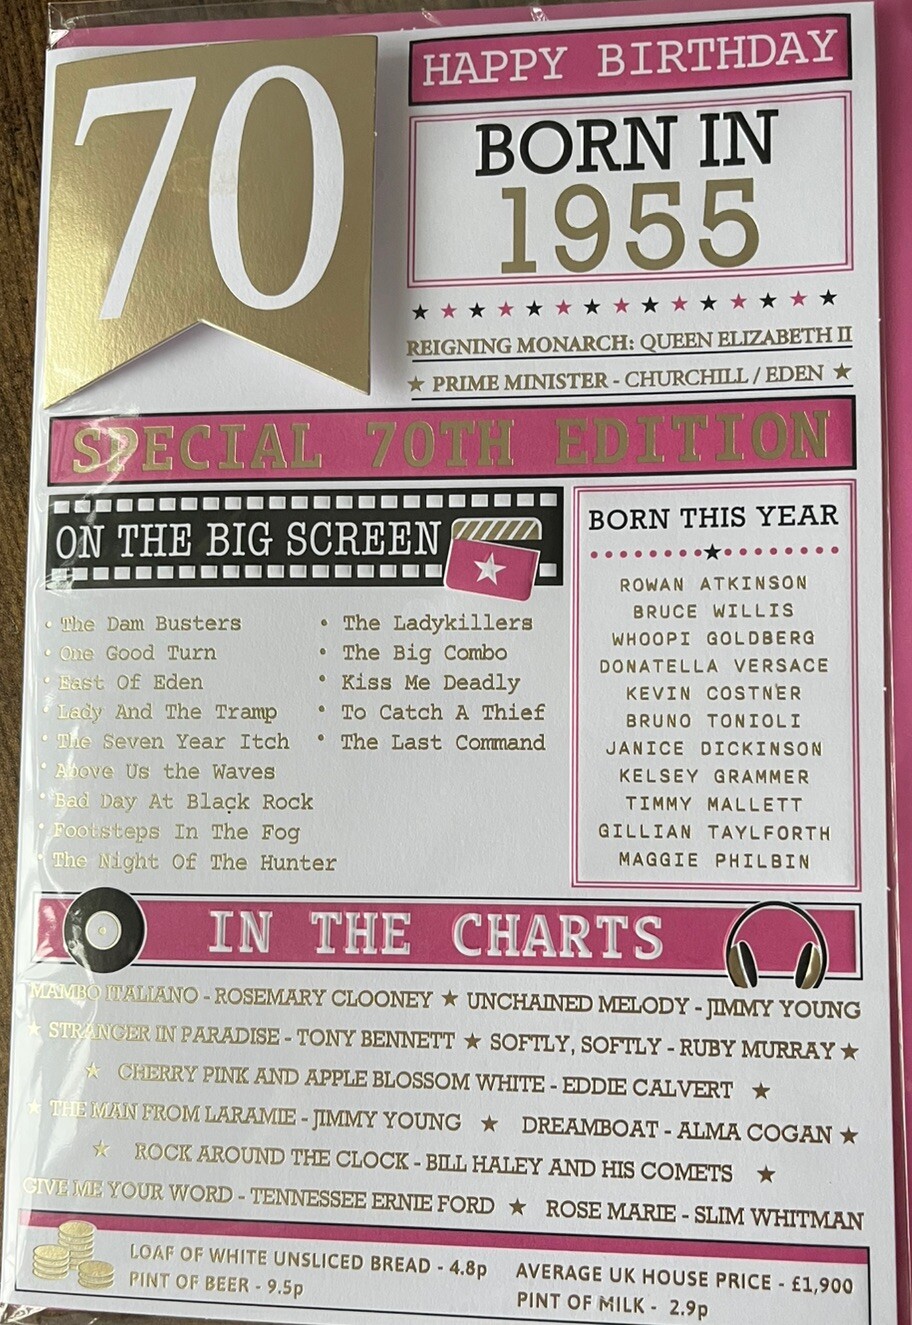 70
HAPPY BIRTHDAY
BORN IN
1955
REIGNING MONARCH: QUEEN ELIZABETH II
★ PRIME MINISTER - CHURCHILL / EDEN ★
SPECIAL 70TH EDITION
ON THE BIG SCREEN
• The Dam Busters
• One Good Turn
• East Of Eden
• Lady And The Tramp
• The Seven Year Itch
• Above Us the Waves
• Bad Day At Black Rock
• Footsteps In The Fog
• The Night Of The Hunter
• The Ladykillers
• The Big Combo
• Kiss Me Deadly
• To Catch A Thief
• The Last Command
BORN THIS YEAR
ROWAN ATKINSON
BRUCE WILLIS
WHOOPI GOLDBERG
DONATELLA VERSACE
KEVIN COSTNER
BRUNO TONIOLI
JANICE DICKINSON
KELSEY GRAMMER
TIMMY MALLETT
GILLIAN TAYLFORTH
MAGGIE PHILBIN
IN THE CHARTS
MAMBO ITALIANO - ROSEMARY CLOONEY ★ UNCHAINED MELODY - JIMMY YOUNG
★ STRANGER IN PARADISE - TONY BENNETT ★ SOFTLY, SOFTLY - RUBY MURRAY ★
★ CHERRY PINK AND APPLE BLOSSOM WHITE - EDDIE CALVERT ★
★ THE MAN FROM LARAMIE - JIMMY YOUNG ★ DREAMBOAT - ALMA COGAN ★
★ ROCK AROUND THE CLOCK - BILL HALEY AND HIS COMETS ★
GIVE ME YOUR WORD - TENNESSEE ERNIE FORD ★ ROSE MARIE - SLIM WHITMAN
LOAF OF WHITE UNSLICED BREAD - 4.8p
PINT OF BEER - 9.5p
AVERAGE UK HOUSE PRICE - £1,900
PINT OF MILK - 2.9p